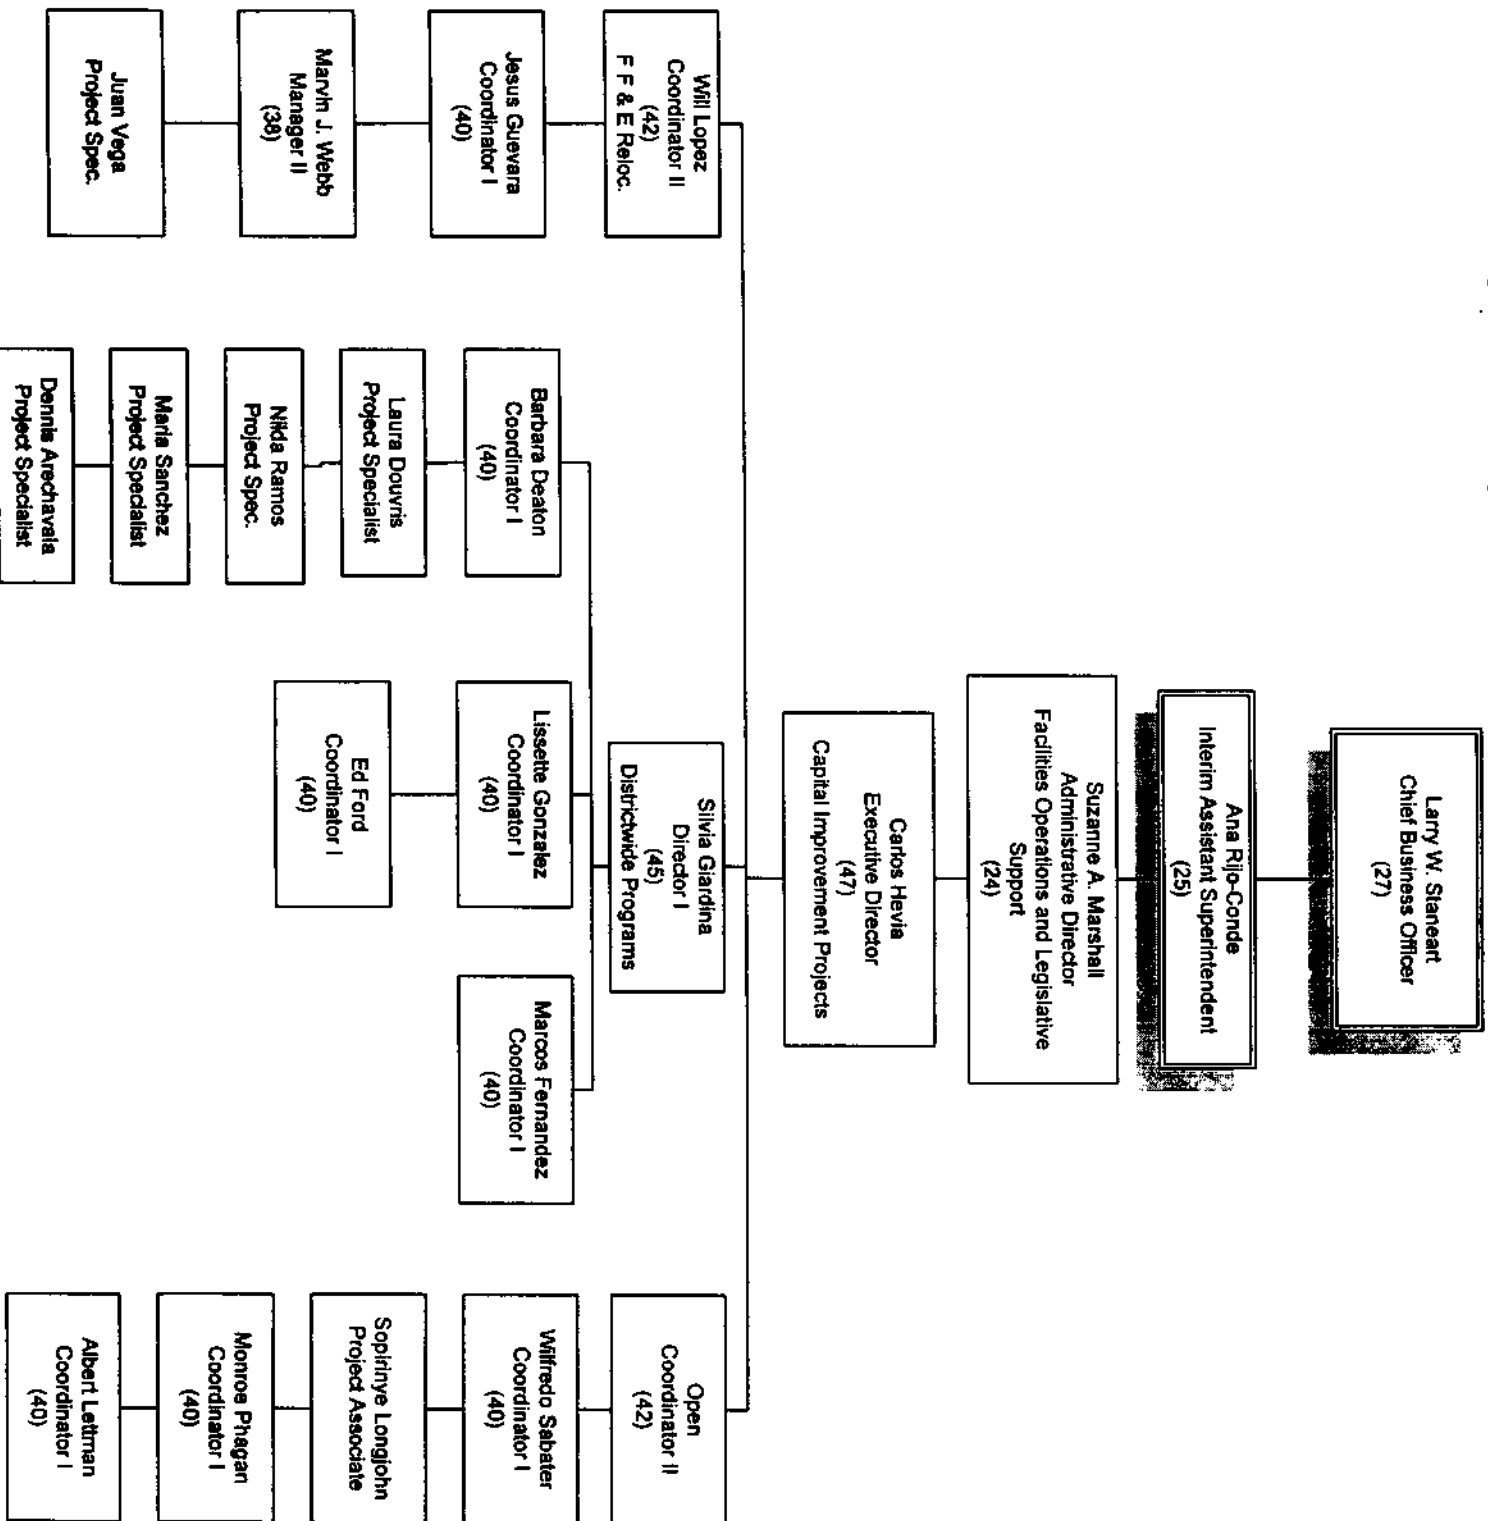 Larry W. Staneart
Chief Business Officer
(27)
Ana Rijo-Conde
Interim Assistant Superintendent
(25)
Suzanne A. Marshall
Administrative Director
Facilities Operations and Legislative
Support
(24)
Carlos Hevia
Executive Director
(47)
Capital Improvement Projects
Will Lopez
Coordinator II
(42)
F F & E Reloc.
Jesus Guevara
Coordinator I
(40)
Marvin J. Webb
Manager II
(38)
Juan Vega
Project Spec.
Silvia Giardina
Director I
(45)
Districtwide Programs
Barbara Deaton
Coordinator I
(40)
Laura Douvris
Project Specialist
Nilda Ramos
Project Spec.
Maria Sanchez
Project Specialist
Dennis Arechavala
Project Specialist
Lissette Gonzalez
Coordinator I
(40)
Ed Ford
Coordinator I
(40)
Marcos Fernandez
Coordinator I
(40)
Open
Coordinator II
(42)
Wilfredo Sabater
Coordinator I
(40)
Sopirinye Longjohn
Project Associate
Monroe Phagan
Coordinator I
(40)
Albert Lettman
Coordinator I
(40)